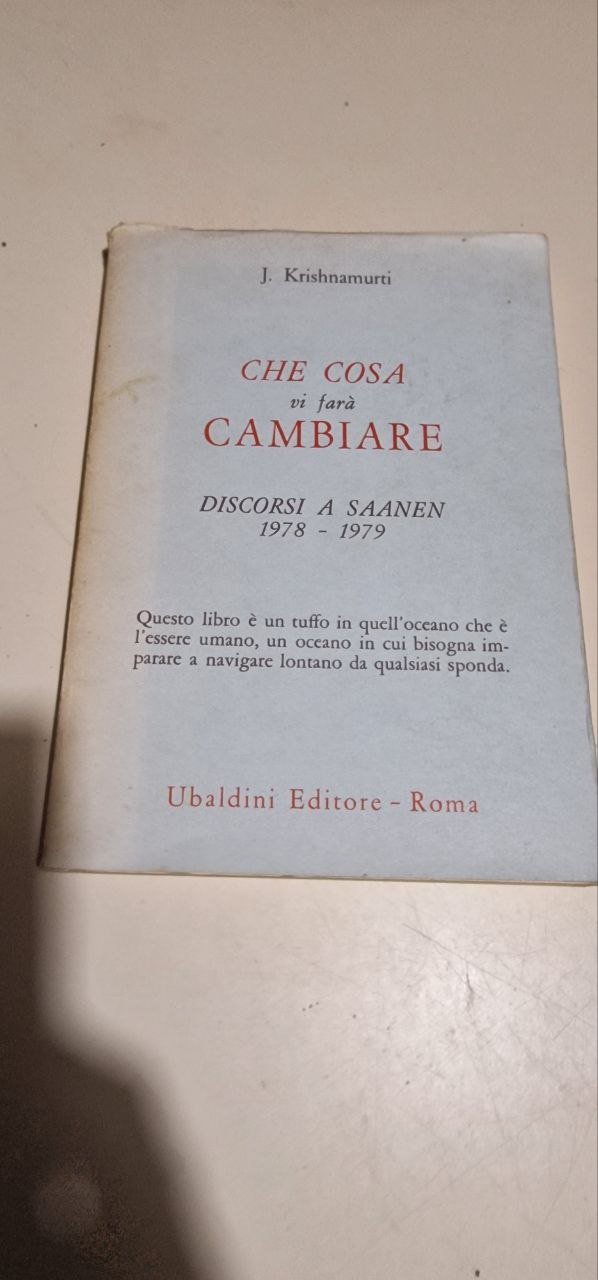 J. Krishnamurti
CHE COSA
vi farà
CAMBIARE
DISCORSI A SAANEN
1978 - 1979
Questo libro è un tuffo in quell'oceano che è
l'essere umano, un oceano in cui bisogna im-
parare a navigare lontano da qualsiasi sponda.
Ubaldini Editore - Roma